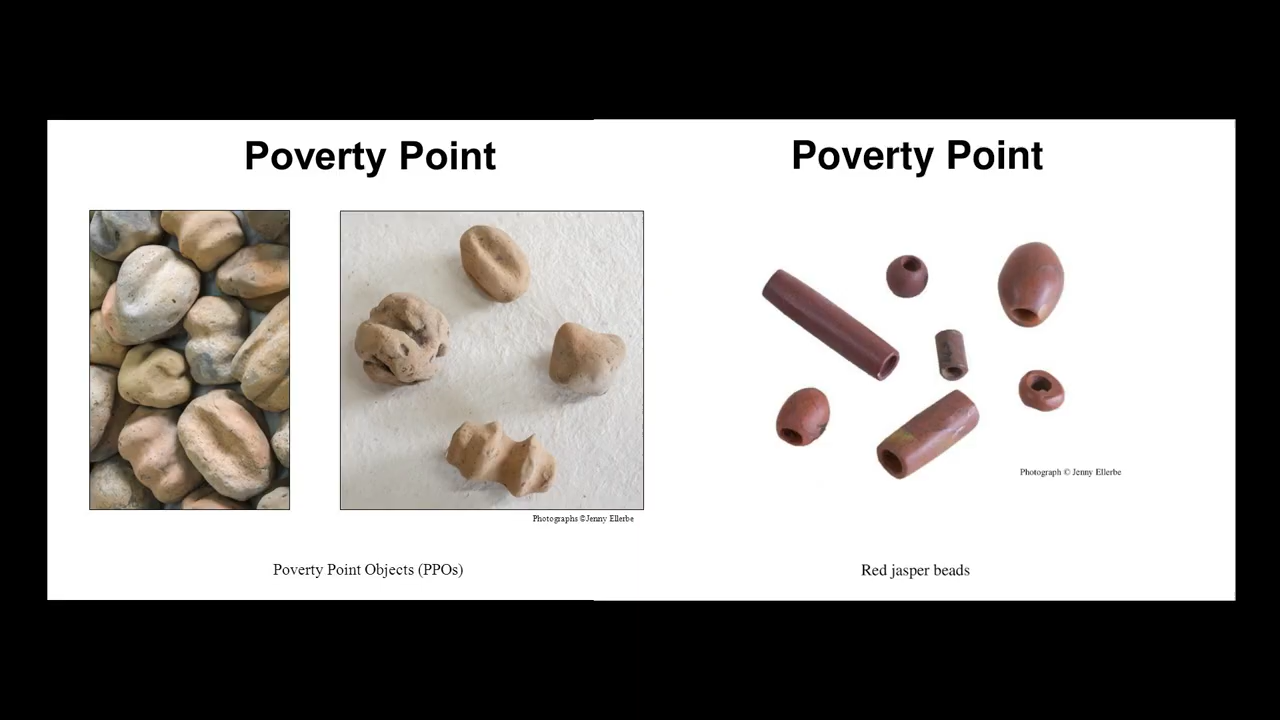 Poverty Point
Photographs ©Jenny Ellerbe
Poverty Point Objects (PPOs)
Poverty Point
Photograph © Jenny Ellerbe
Red jasper beads